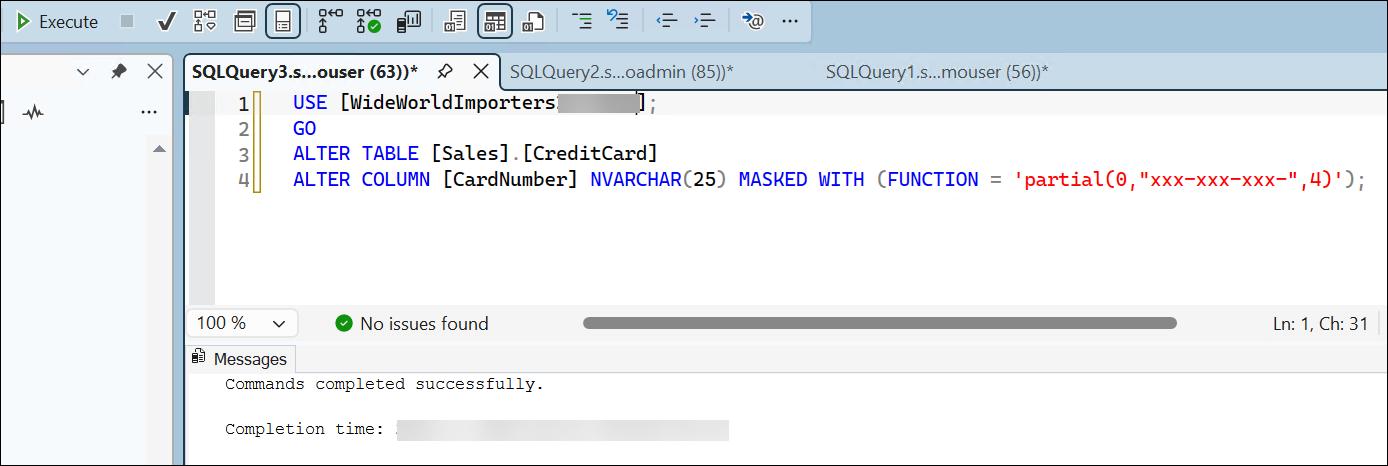 Execute
SQLQuery3.s...ouser (63))*
SQLQuery2.s...oadmin (85))*
SQLQuery1.s...mouser (56))*
1 USE [WideWorldImporters ];
2 GO
3 ALTER TABLE [Sales].[CreditCard]
4 ALTER COLUMN [CardNumber] NVARCHAR(25) MASKED WITH (FUNCTION = 'partial(0,"xxx-xxx-xxx-",4)');
100 %
No issues found
Ln: 1, Ch: 31
Messages
Commands completed successfully.
Completion time: